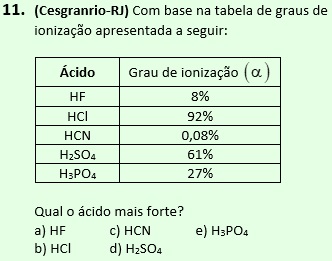 11. (Cesgranrio-RJ) Com base na tabela de graus de
ionização apresentada a seguir:
Ácido Grau de ionização (α)
HF 8%
HCl 92%
HCN 0,08%
H₂SO₄ 61%
H₃PO₄ 27%
Qual o ácido mais forte?
a) HF c) HCN e) H₃PO₄
b) HCl d) H₂SO₄